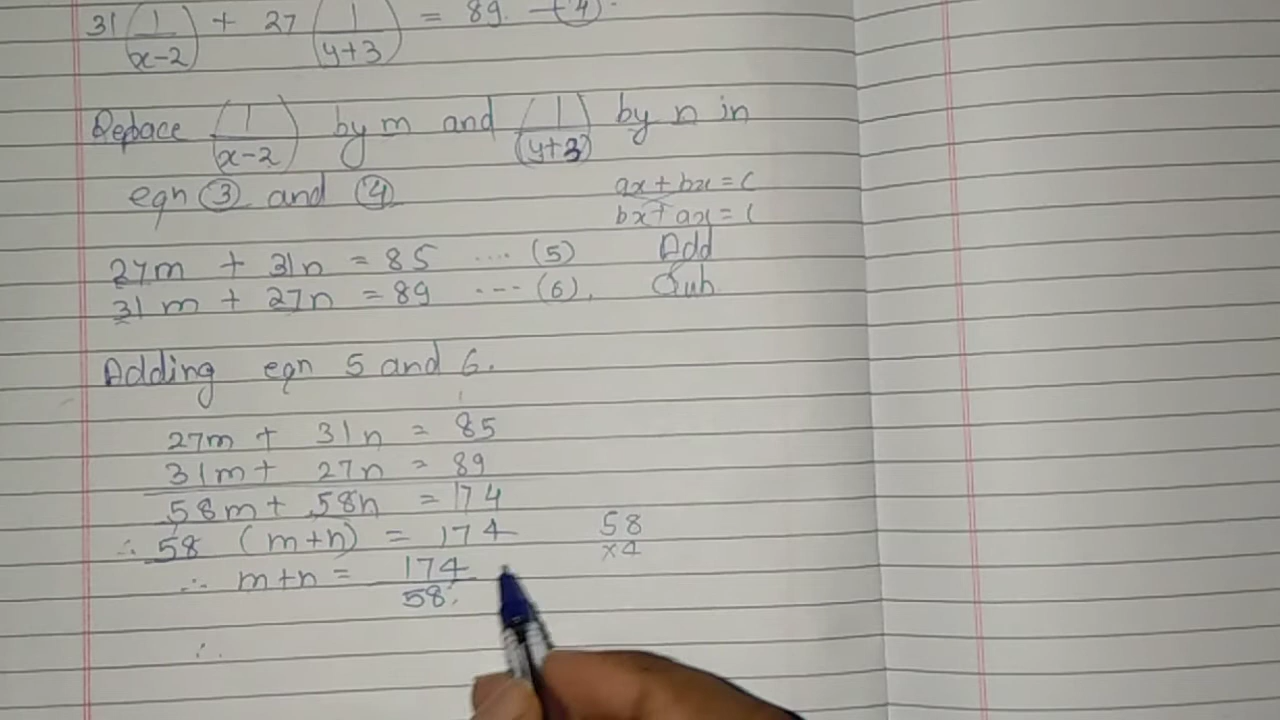 31 (1/(x-2)) + 27 (1/(y+3)) = 89. — (4).
Repace (1/(x-2)) by m and (1/(y+3)) by n in
eqn (3) and (4)
ax + bx = c
bx + ax = c
27m + 31n = 85 .... (5) Add
31m + 27n = 89 --- (6). Sub
Adding eqn 5 and 6.
27m + 31n = 85
31m + 27n = 89
58m + 58n = 174
∴ 58 (m+n) = 174
58
×4
∴ m+n = 174/58
∴